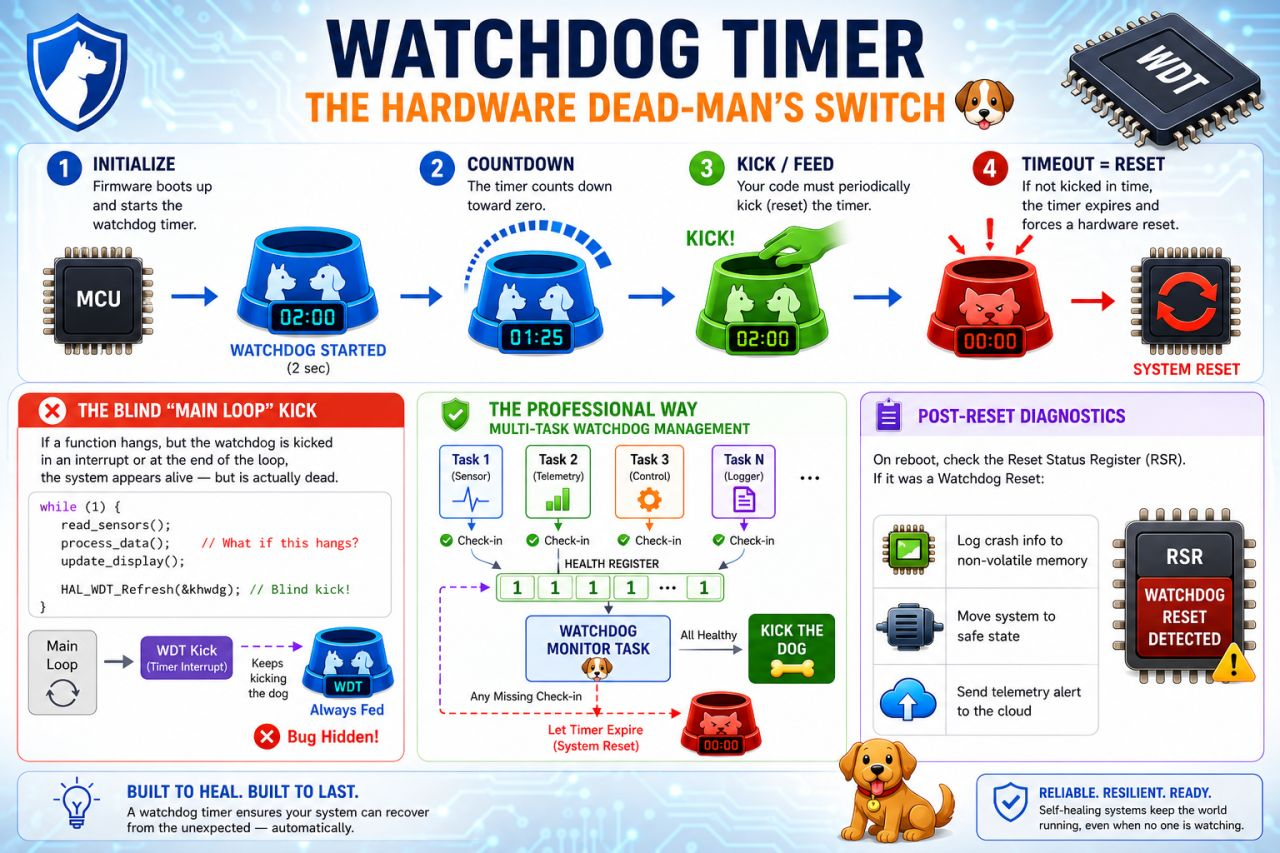 WATCHDOG TIMER
THE HARDWARE DEAD-MAN'S SWITCH
WDT
1 INITIALIZE
Firmware boots up
and starts the
watchdog timer.
MCU
02:00
WATCHDOG STARTED
(2 sec)
2 COUNTDOWN
The timer counts down
toward zero.
01:25
3 KICK / FEED
Your code must periodically
kick (reset) the timer.
KICK!
02:00
4 TIMEOUT = RESET
If not kicked in time,
the timer expires and
forces a hardware reset.
00:00
SYSTEM RESET
THE BLIND “MAIN LOOP” KICK
If a function hangs, but the watchdog is kicked
in an interrupt or at the end of the loop,
the system appears alive — but is actually dead.
while (1) {
read_sensors();
process_data(); // What if this hangs?
update_display();
HAL_WDT_Refresh(&khwdg); // Blind kick!
}
Main
Loop
WDT Kick
(Timer Interrupt)
Keeps
kicking
the dog
WDT
Always Fed
Bug Hidden!
THE PROFESSIONAL WAY
MULTI-TASK WATCHDOG MANAGEMENT
Task 1
(Sensor)
Task 2
(Telemetry)
Task 3
(Control)
Task N
(Logger)
...
Check-in
Check-in
Check-in
Check-in
HEALTH REGISTER
1 1 1 1 ... 1
WATCHDOG
MONITOR TASK
All Healthy
KICK THE
DOG
Any Missing Check-in
Let Timer Expire
(System Reset)
00:00
POST-RESET DIAGNOSTICS
On reboot, check the Reset Status Register (RSR).
If it was a Watchdog Reset:
Log crash info to
non-volatile memory
Move system to
safe state
Send telemetry alert
to the cloud
RSR
WATCHDOG
RESET
DETECTED
BUILT TO HEAL. BUILT TO LAST.
A watchdog timer ensures your system can recover
from the unexpected — automatically.
RELIABLE. RESILIENT. READY.
Self-healing systems keep the world
running, even when no one is watching.